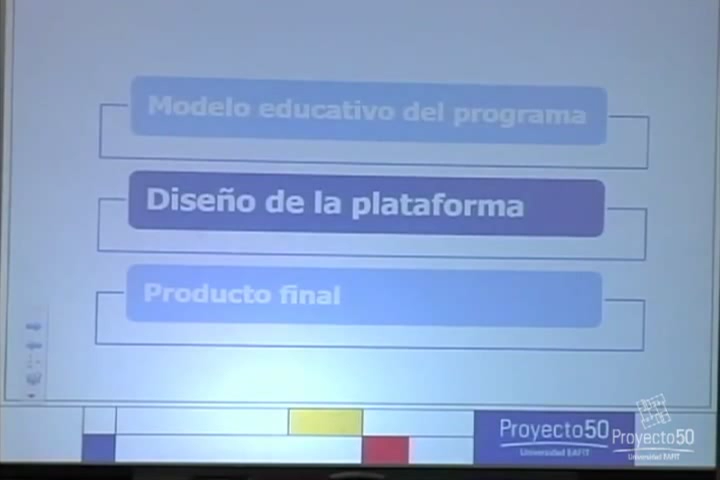 Modelo educativo del programa
Diseño de la plataforma
Producto final
Proyecto50
Universidad EAFIT
Proyecto50
Universidad EAFIT